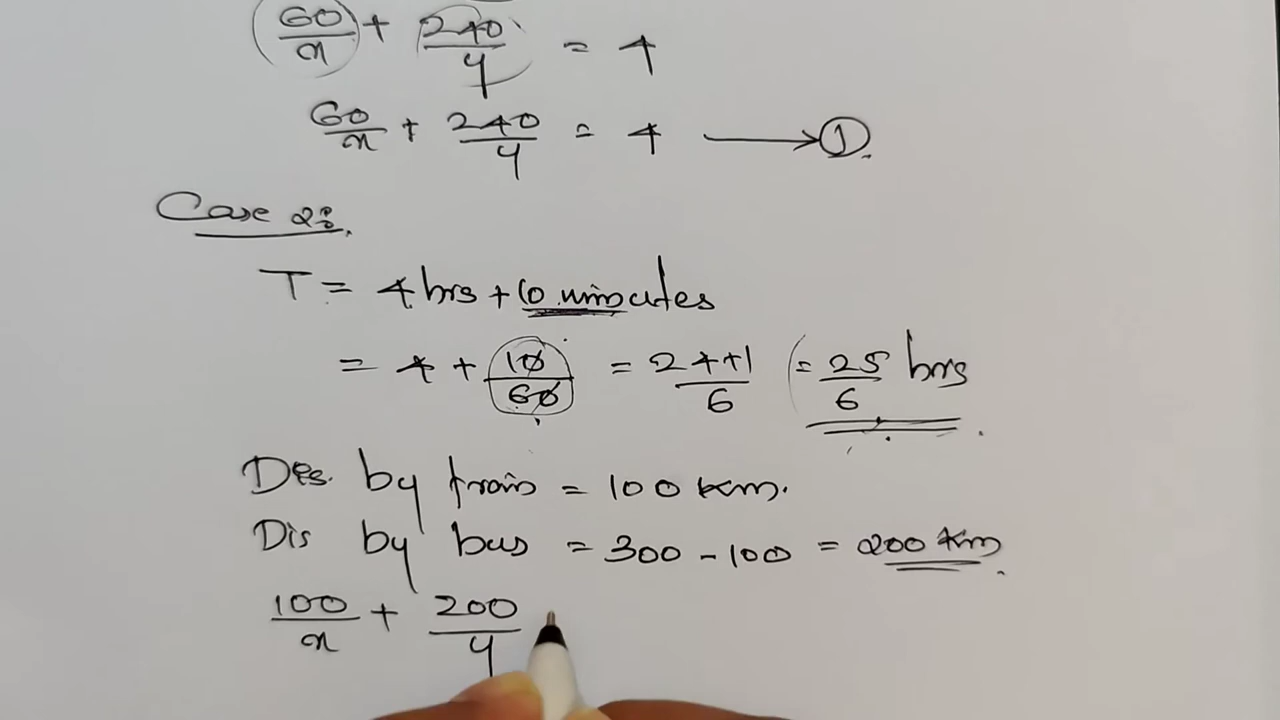 60/x + 240/y = 4
60/x + 240/y = 4 → ①.
Case 2:
T = 4 hrs + 10 minutes
= 4 + 10/60 = 24+1/6 = 25/6 hrs
Dis. by train = 100 km.
Dis by bus = 300 - 100 = 200 km.
100/x + 200/y